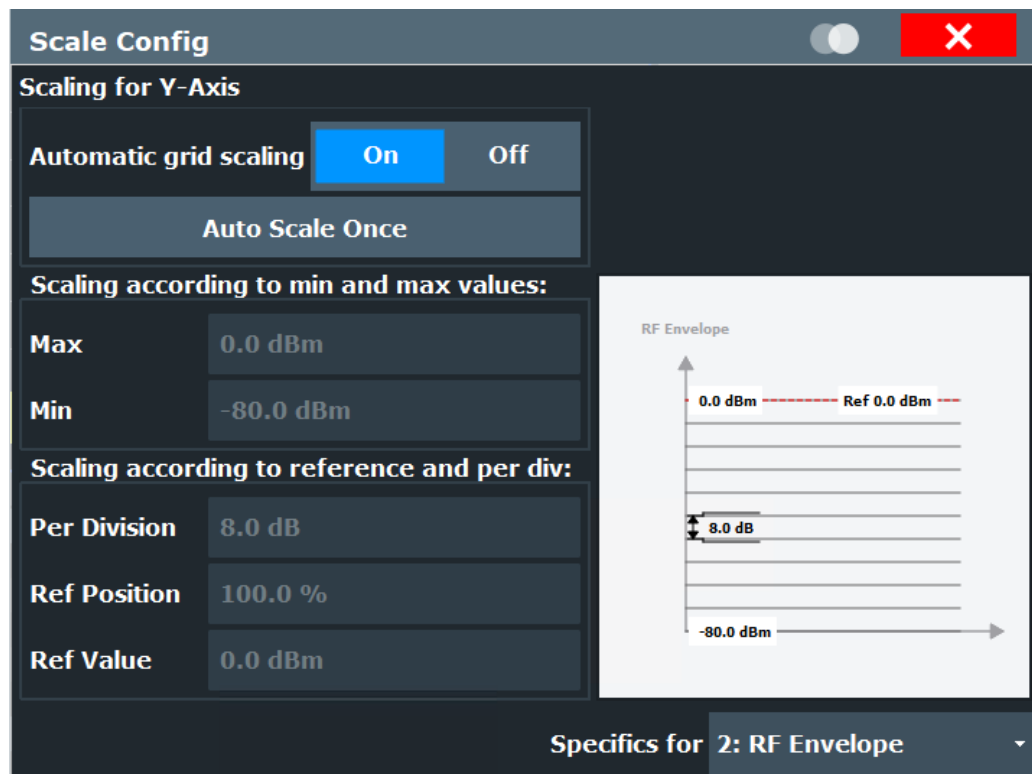 Scale Config
Scaling for Y-Axis
Automatic grid scaling On Off
Auto Scale Once
Scaling according to min and max values:
Max 0.0 dBm
Min -80.0 dBm
Scaling according to reference and per div:
Per Division 8.0 dB
Ref Position 100.0 %
Ref Value 0.0 dBm
RF Envelope
0.0 dBm Ref 0.0 dBm
8.0 dB
-80.0 dBm
Specifics for 2: RF Envelope